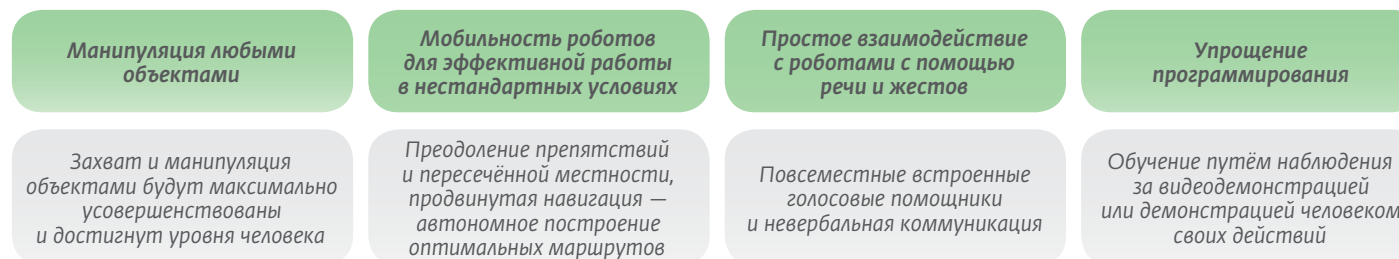 Манипуляция любыми
объектами
Мобильность роботов
для эффективной работы
в нестандартных условиях
Простое взаимодействие
с роботами с помощью
речи и жестов
Упрощение
программирования
Захват и манипуляция
объектами будут максимально
усовершенствованы
и достигнут уровня человека
Преодоление препятствий
и пересечённой местности,
продвинутая навигация —
автономное построение
оптимальных маршрутов
Повсеместные встроенные
голосовые помощники
и невербальная коммуникация
Обучение путём наблюдения
за видеодемонстрацией
или демонстрацией человеком
своих действий